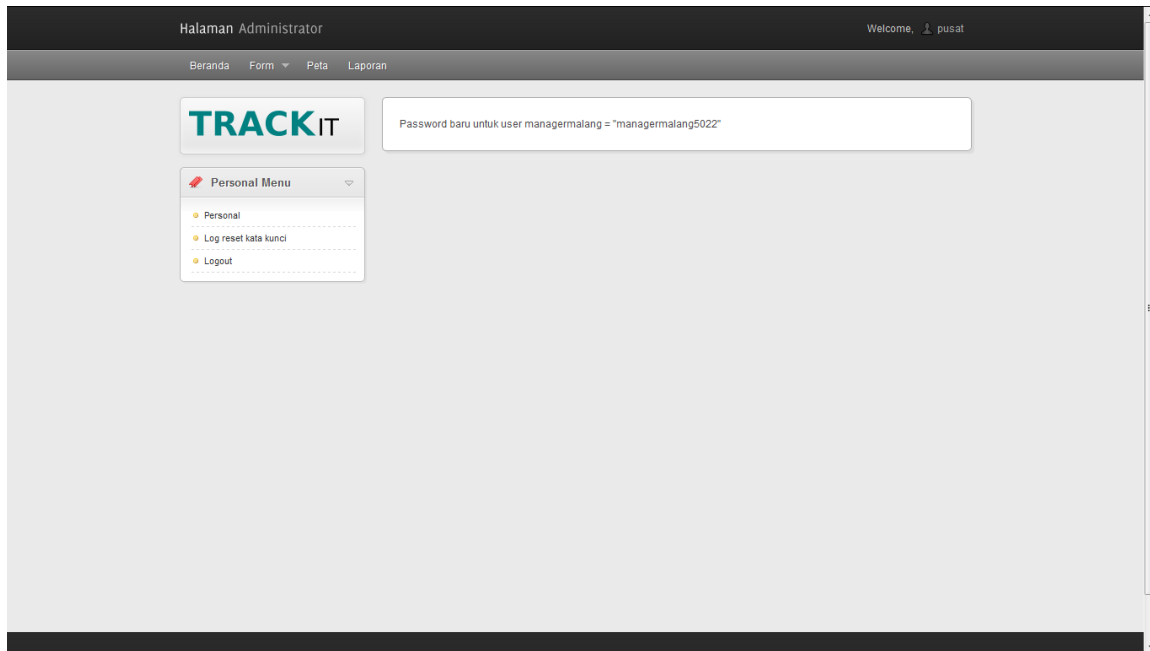 Halaman Administrator
Welcome, pusat
Beranda Form Peta Laporan
TRACKIT
Password baru untuk user managermalang = "managermalang5022"
Personal Menu
Personal
Log reset kata kunci
Logout